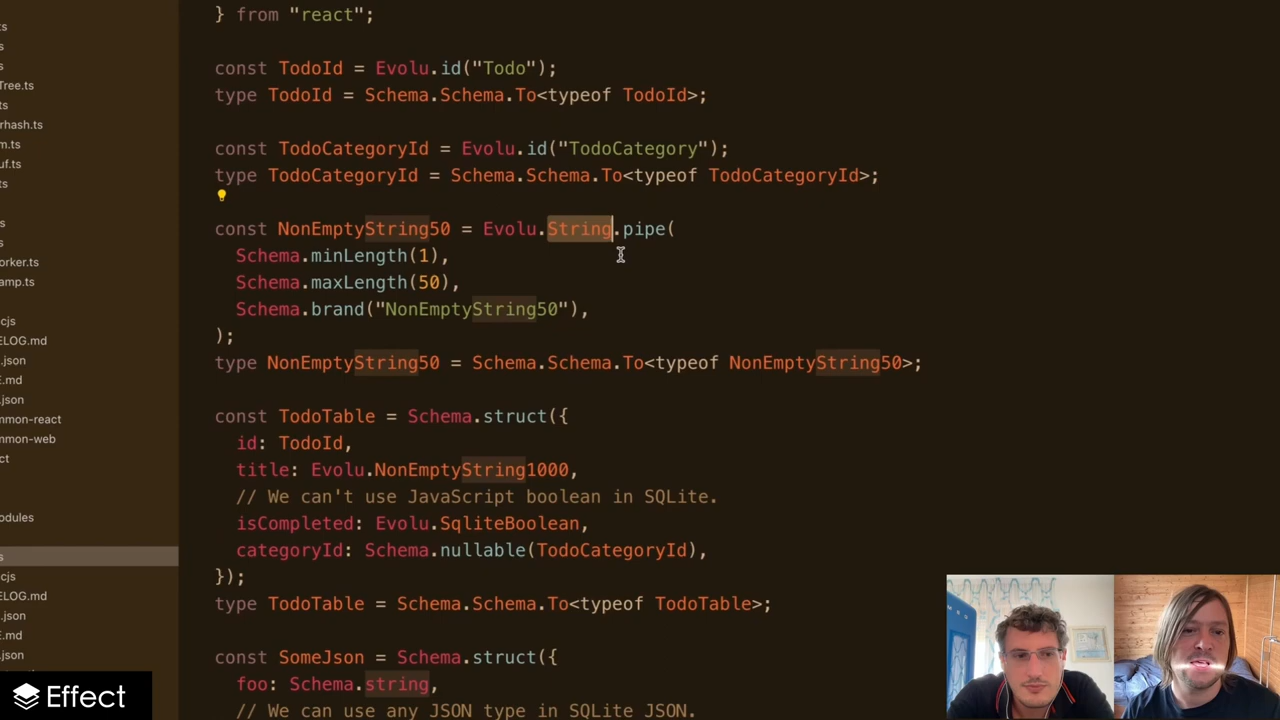 ts
s
s
Tree.ts
ts
rhash.ts
m.ts
uf.ts
ts
s
s
orker.ts
amp.ts
cjs
ELOG.md
.json
E.md
.json
mmon-react
mmon-web
ct
odules
s
cjs
ELOG.md
.json
E.md
.json
} from "react";
const TodoId = Evolu.id("Todo");
type TodoId = Schema.Schema.To<typeof TodoId>;
const TodoCategoryId = Evolu.id("TodoCategory");
type TodoCategoryId = Schema.Schema.To<typeof TodoCategoryId>;
const NonEmptyString50 = Evolu.String.pipe(
Schema.minLength(1),
Schema.maxLength(50),
Schema.brand("NonEmptyString50"),
);
type NonEmptyString50 = Schema.Schema.To<typeof NonEmptyString50>;
const TodoTable = Schema.struct({
id: TodoId,
title: Evolu.NonEmptyString1000,
// We can't use JavaScript boolean in SQLite.
isCompleted: Evolu.SqliteBoolean,
categoryId: Schema.nullable(TodoCategoryId),
});
type TodoTable = Schema.Schema.To<typeof TodoTable>;
const SomeJson = Schema.struct({
foo: Schema.string,
// We can use any JSON type in SQLite JSON.
Effect